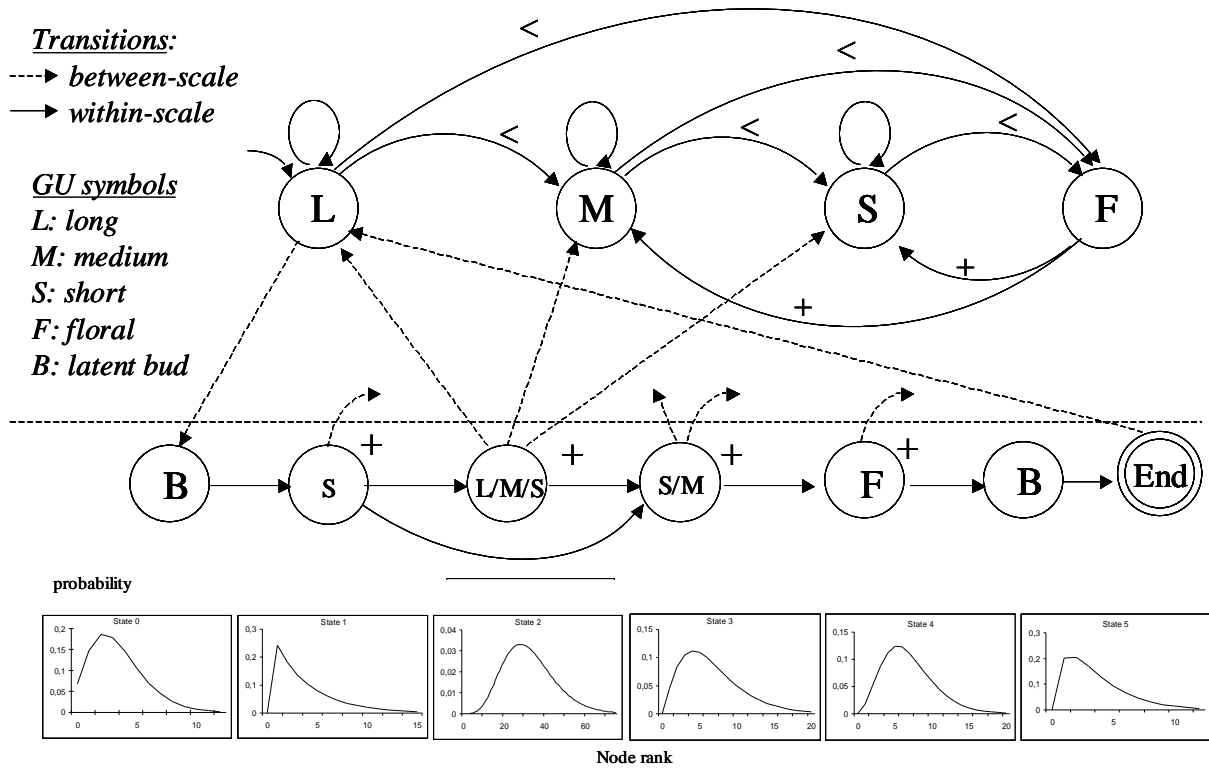 Transitions:
between-scale
within-scale
GU symbols
L: long
M: medium
S: short
F: floral
B: latent bud
<
<
<
<
<
L
M
S
F
+
+
+
+
+
+
B
S
L/M/S
S/M
F
B
End
probability
State 0
0,2
0,15
0,1
0,05
0
0
5
10
State 1
0,3
0,2
0,1
0
0
5
10
15
State 2
0,04
0,03
0,02
0,01
0
0
20
40
60
State 3
0,15
0,1
0,05
0
0
5
10
15
20
State 4
0,15
0,1
0,05
0
0
5
10
15
20
State 5
0,3
0,2
0,1
0
0
5
10
Node rank